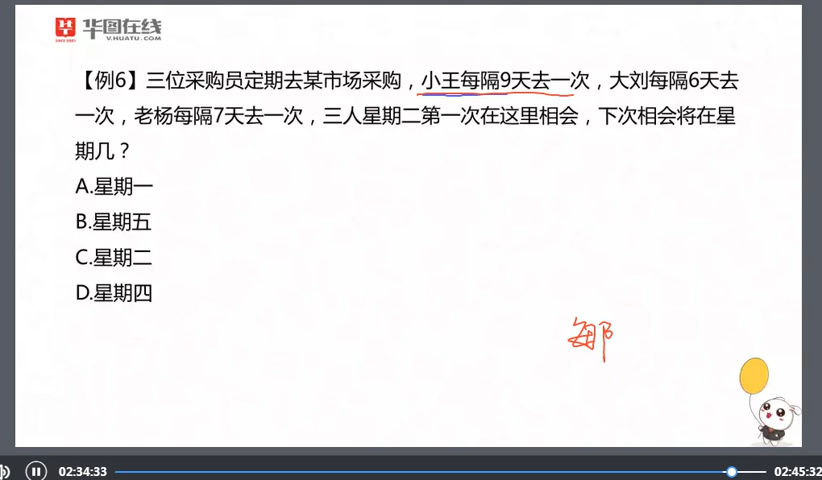 华图在线
V.HUATU.COM
【例6】三位采购员定期去某市场采购，小王每隔9天去一次，大刘每隔6天去
一次，老杨每隔7天去一次，三人星期二第一次在这里相会，下次相会将在星
期几？
A.星期一
B.星期五
C.星期二
D.星期四
02:34:33
02:45:32